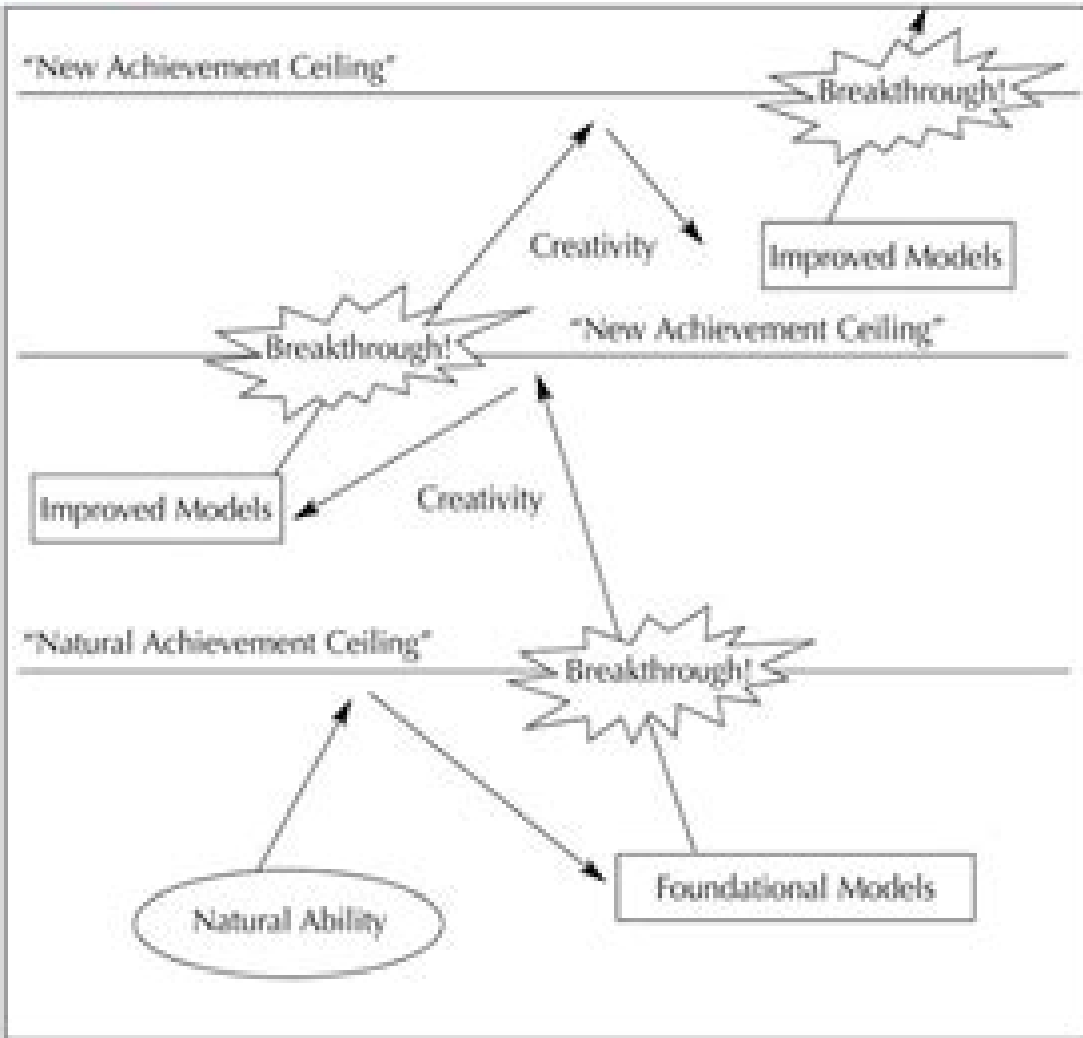 "New Achievement Ceiling"
Breakthrough!
Creativity
Improved Models
"New Achievement Ceiling"
Breakthrough!
Improved Models
Creativity
"Natural Achievement Ceiling"
Breakthrough!
Natural Ability
Foundational Models